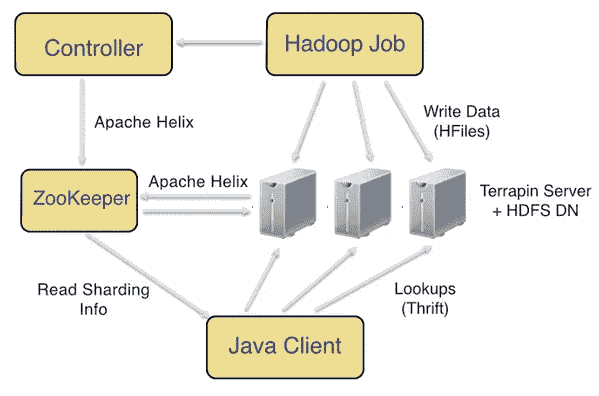 Controller
Hadoop Job
Apache Helix
Write Data
(HFiles)
ZooKeeper
Apache Helix
Terrapin Server
+ HDFS DN
Read Sharding
Info
Lookups
(Thrift)
Java Client